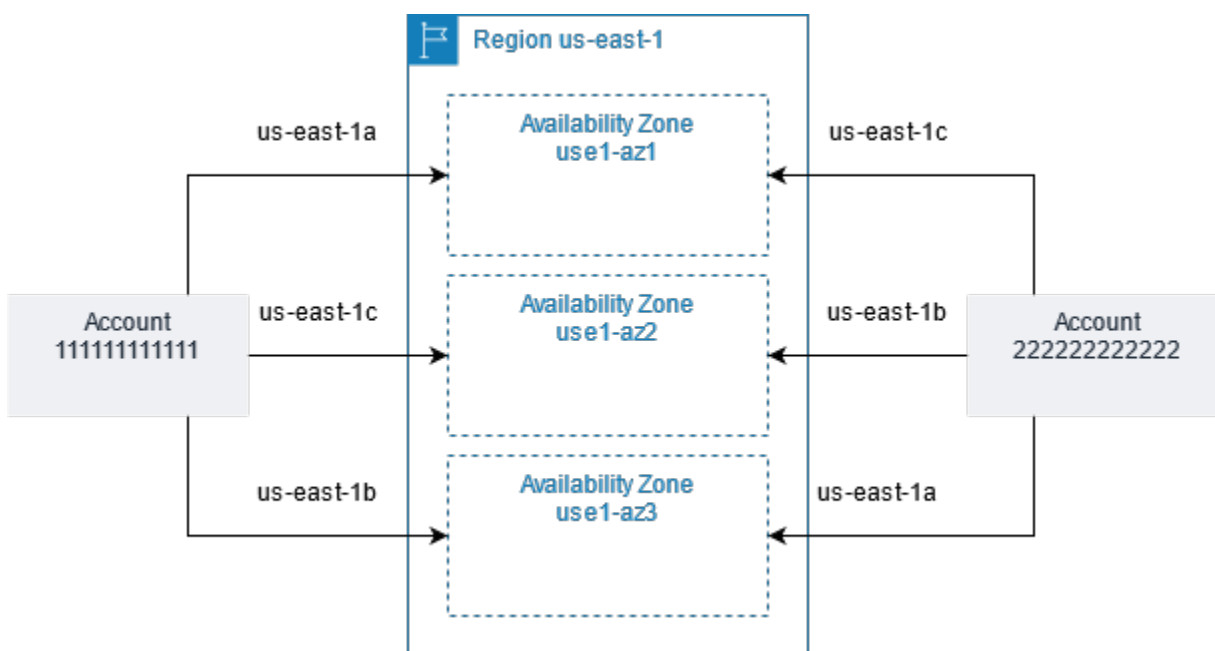 Region us-east-1
us-east-1a
Availability Zone
use1-az1
us-east-1c
Account
111111111111
us-east-1c
Availability Zone
use1-az2
us-east-1b
Account
222222222222
us-east-1b
Availability Zone
use1-az3
us-east-1a